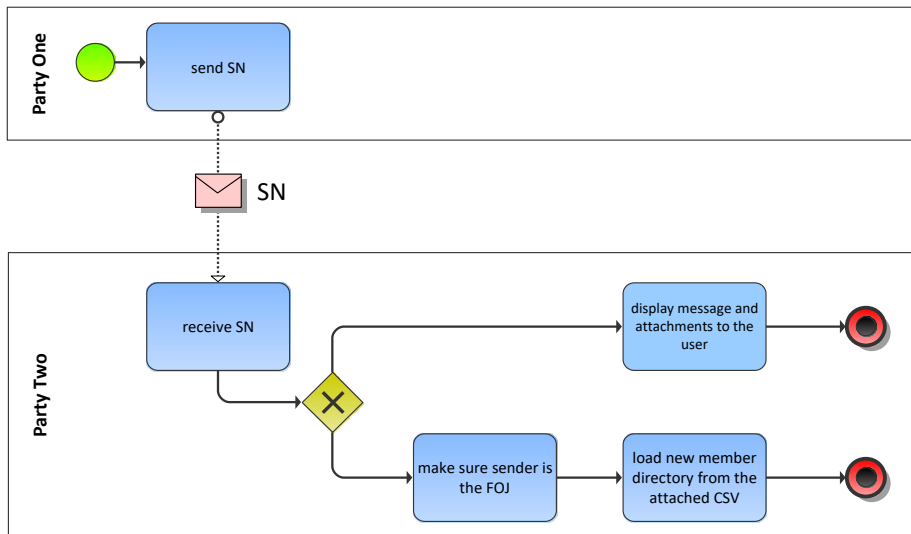 Party One
send SN
SN
Party Two
receive SN
display message and
attachments to the
user
make sure sender is
the FOJ
load new member
directory from the
attached CSV